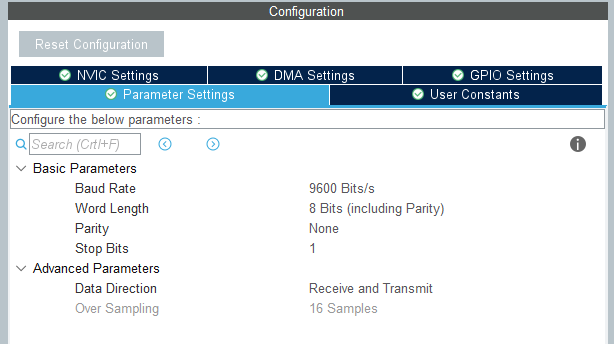 Configuration
Reset Configuration
NVIC Settings DMA Settings GPIO Settings
Parameter Settings User Constants
Configure the below parameters :
Search (Crtl+F)
Basic Parameters
Baud Rate 9600 Bits/s
Word Length 8 Bits (including Parity)
Parity None
Stop Bits 1
Advanced Parameters
Data Direction Receive and Transmit
Over Sampling 16 Samples